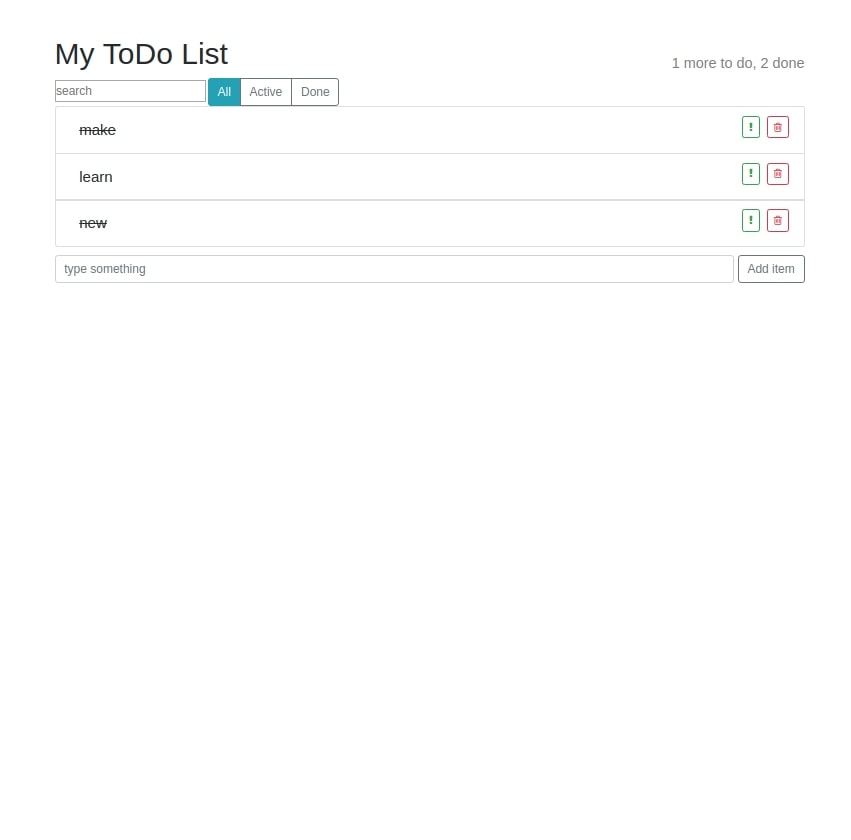 My ToDo List
1 more to do, 2 done
search All Active Done
make
learn
new
type something Add item